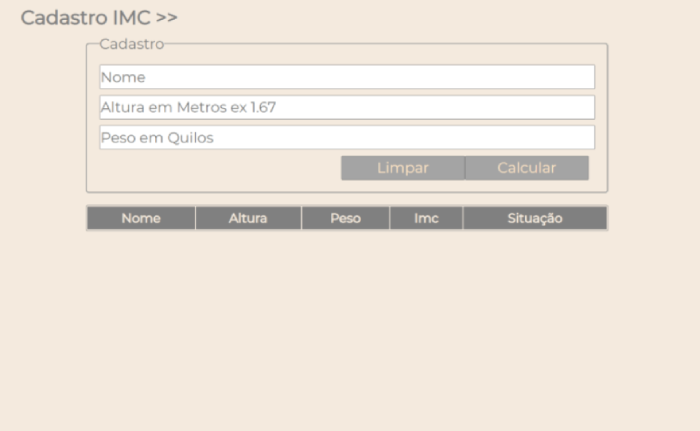 Cadastro IMC >>
Cadastro
Nome
Altura em Metros ex 1.67
Peso em Quilos
Limpar Calcular
Nome Altura Peso Imc Situação